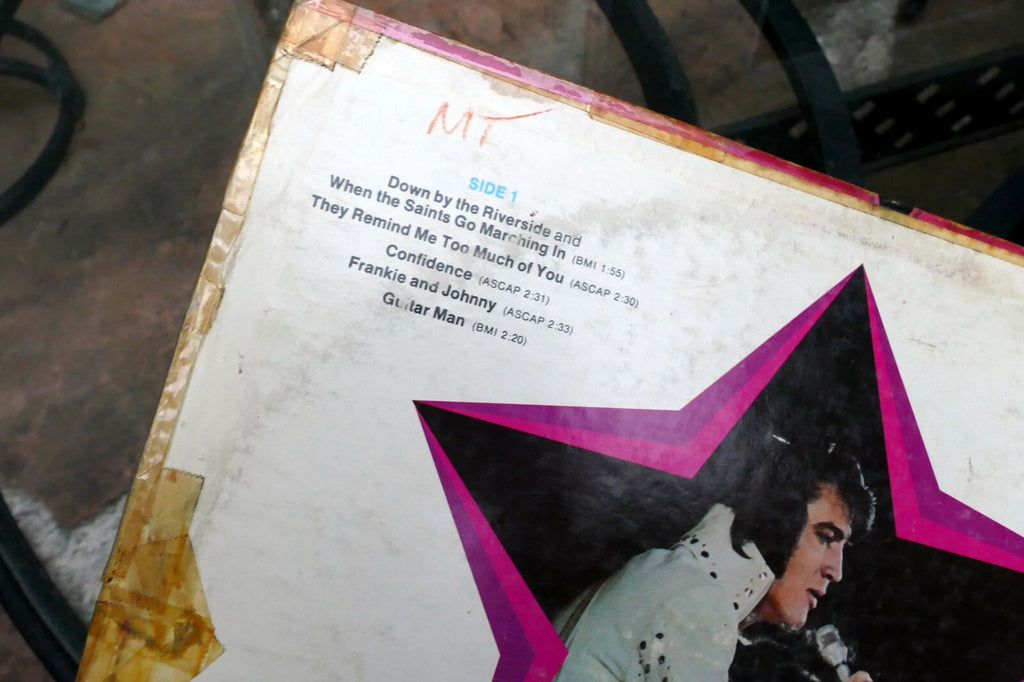 MT
SIDE 1
Down by the Riverside and
When the Saints Go Marching In (BMI 1:55)
They Remind Me Too Much of You (ASCAP 2:30)
Confidence (ASCAP 2:31)
Frankie and Johnny (ASCAP 2:33)
Guitar Man (BMI 2:20)